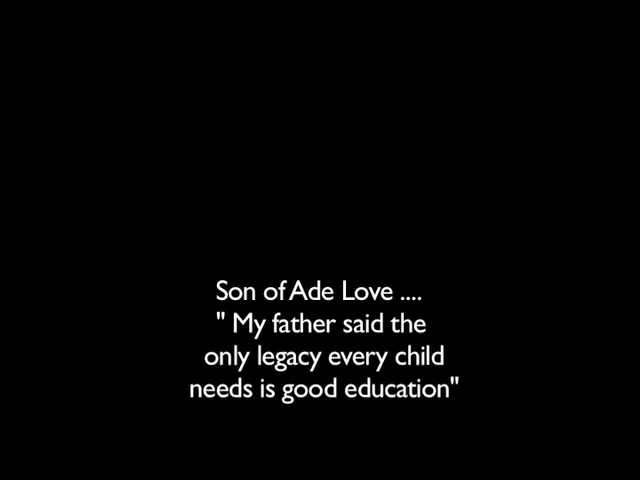 Son of Ade Love ....
" My father said the
only legacy every child
needs is good education"